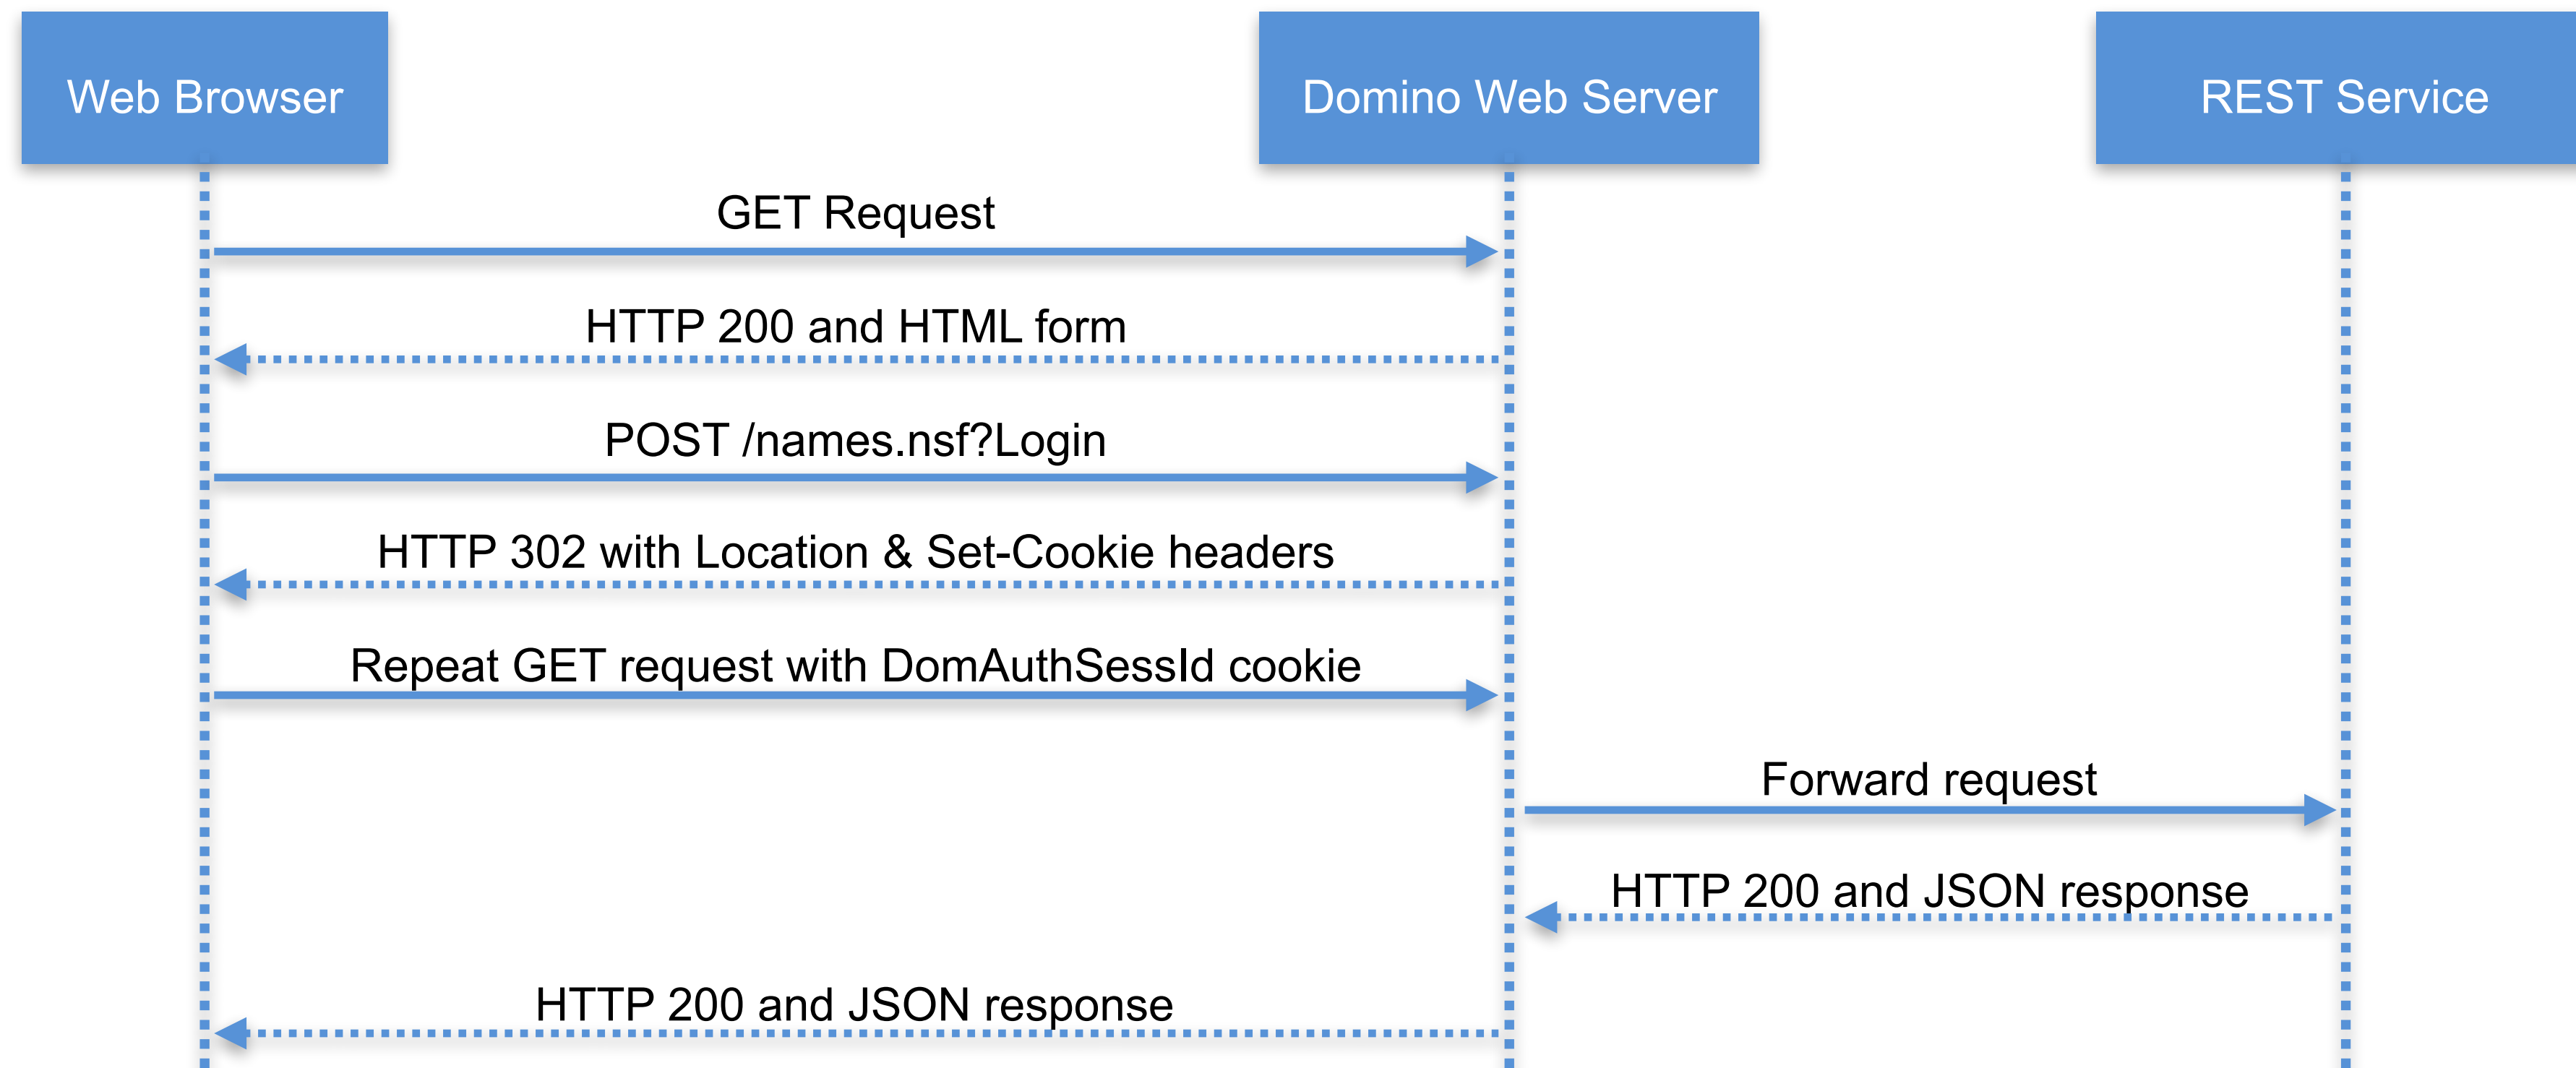 Web Browser
Domino Web Server
REST Service
GET Request
HTTP 200 and HTML form
POST /names.nsf?Login
HTTP 302 with Location & Set-Cookie headers
Repeat GET request with DomAuthSessId cookie
Forward request
HTTP 200 and JSON response
HTTP 200 and JSON response